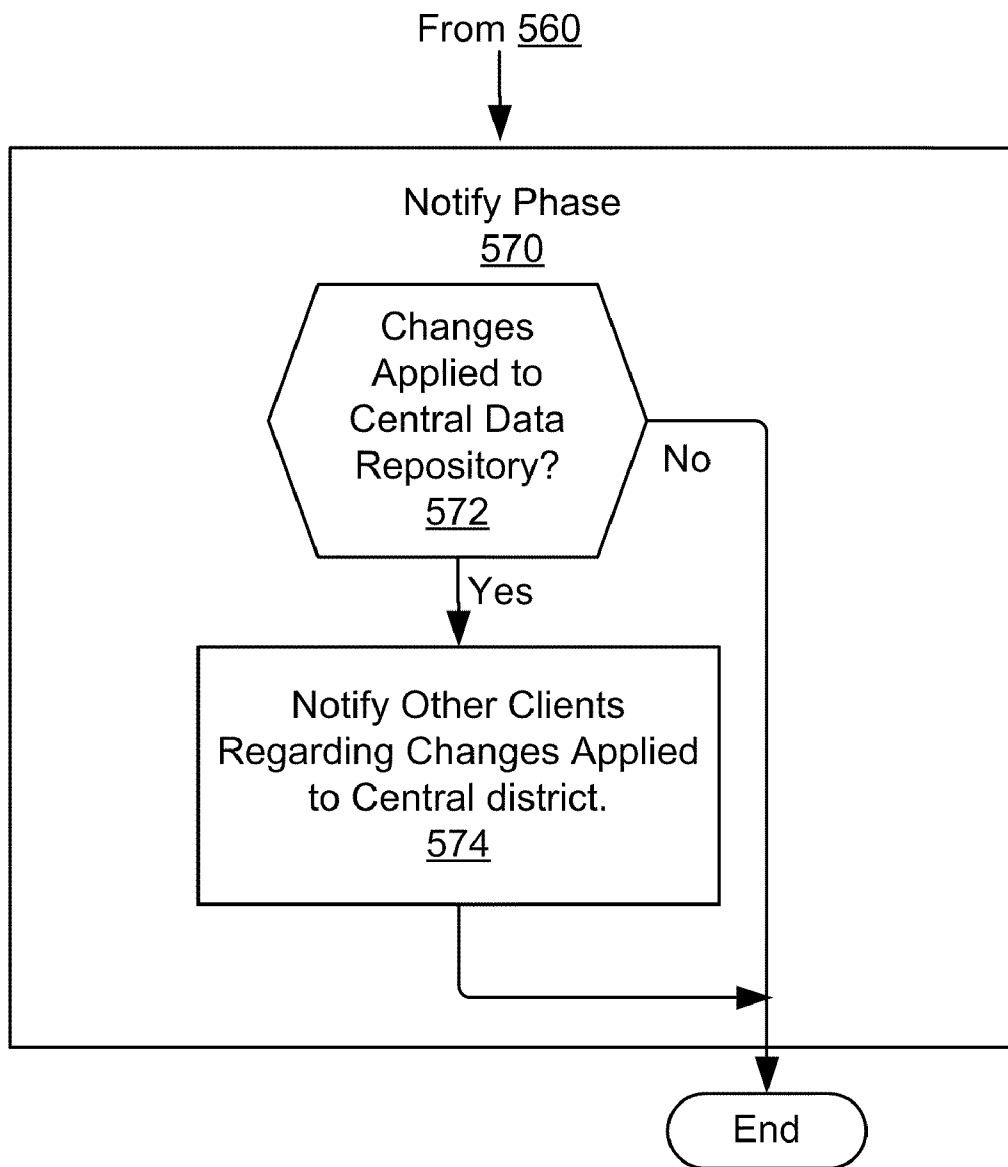 From 560
Notify Phase
570
Changes
Applied to
Central Data
Repository?
572
No
Yes
Notify Other Clients
Regarding Changes Applied
to Central district.
574
End